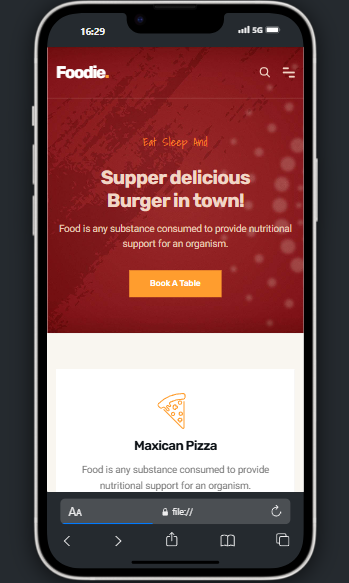 16:29
5G
Foodie.
Eat Sleep And
Supper delicious
Burger in town!
Food is any substance consumed to provide nutritional
support for an organism.
Book A Table
Maxican Pizza
Food is any substance consumed to provide
nutritional support for an organism.
AA
file://